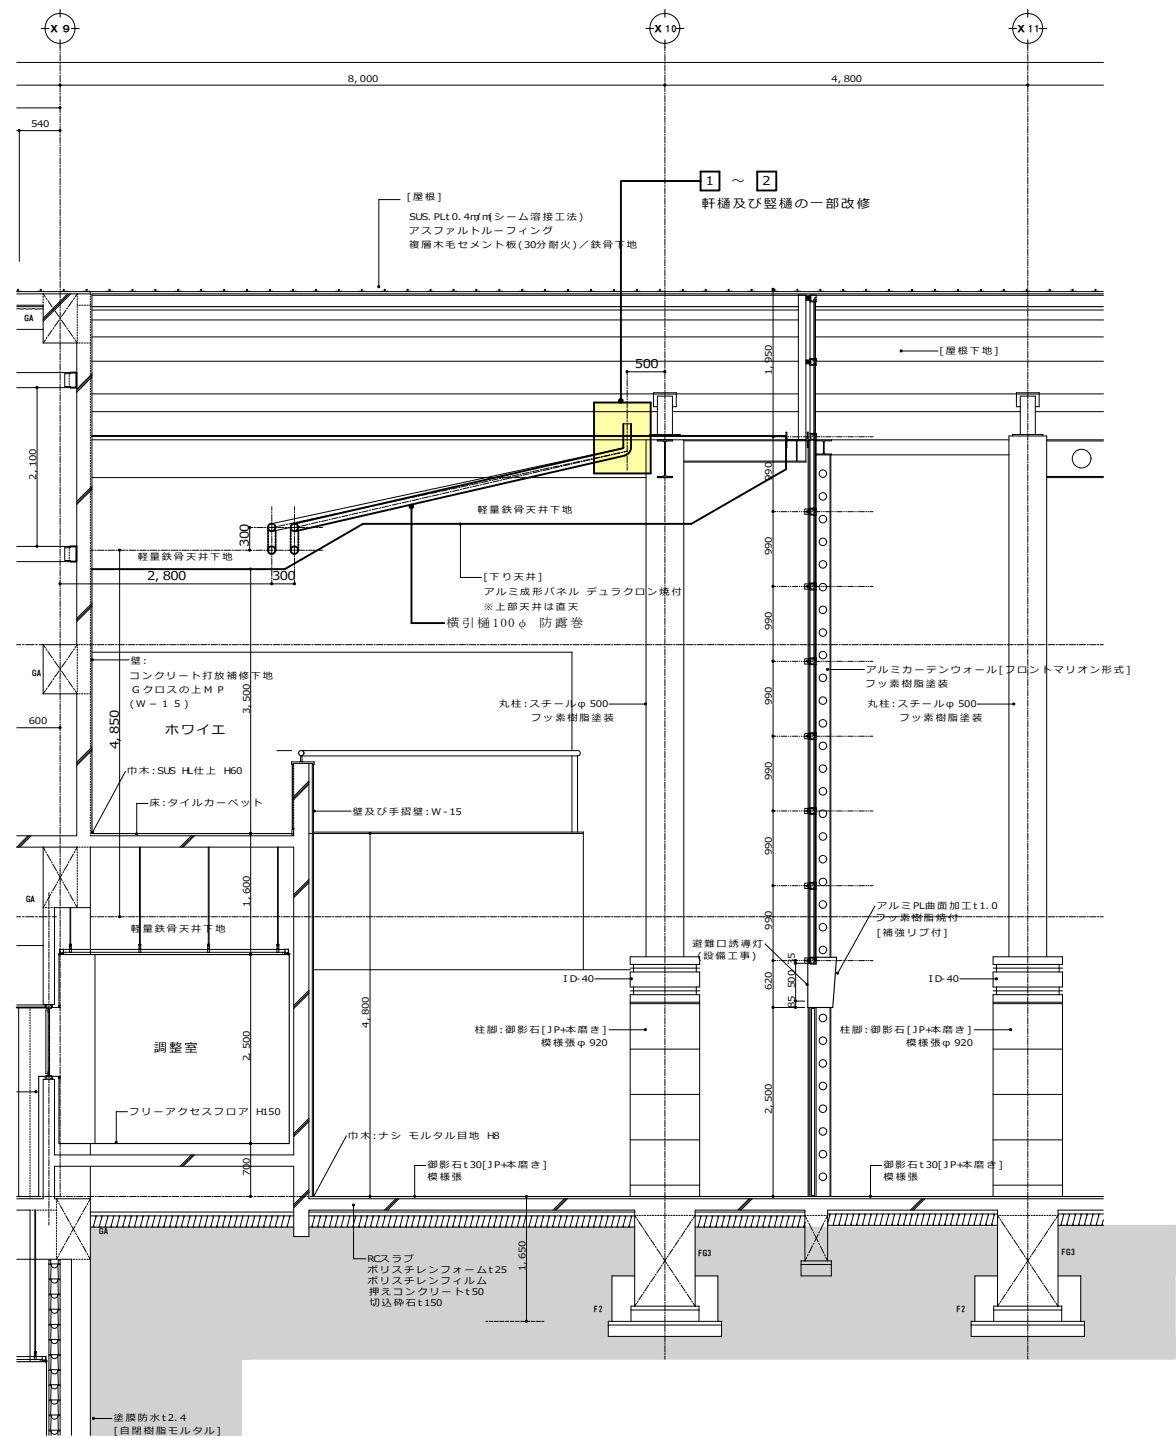 X 9
X 10
X 11
8,000
4,800
540
1 ～ 2
軒樋及び竪樋の一部改修
[屋根]
SUS. PLt0.4m/m(シーム溶接工法)
アスファルトルーフィング
複層木毛セメント板(30分耐火)／鉄骨下地
GA
[屋根下地]
1,950
500
2,100
990
軽量鉄骨天井下地
990
300
軽量鉄骨天井下地
2,800
300
[下り天井]
アルミ成形パネル デュラクロン焼付
※上部天井は直天
横引樋100φ 防露巻
990
990
GA
壁:
コンクリート打放補修下地
Gクロスの上MP
(W－15)
3,500
4,850
600
ホワイエ
アルミカーテンウォール[フロントマリオン形式]
フッ素樹脂塗装
丸柱:スチールφ500
フッ素樹脂塗装
丸柱:スチールφ500
フッ素樹脂塗装
990
990
巾木:SUS HL仕上 H60
床:タイルカーペット
壁及び手摺壁:W-15
990
GA
1,600
990
軽量鉄骨天井下地
アルミPL曲面加工t1.0
フッ素樹脂焼付
[補強リブ付]
避難口誘導灯
(設備工事)
ID-40
ID-40
620
85 500 35
4,800
調整室
2,500
柱脚:御影石[JP+本磨き]
模様張φ920
柱脚:御影石[JP+本磨き]
模様張φ920
2,500
フリーアクセスフロア H150
巾木:ナシ モルタル目地 H8
700
御影石t30[JP+本磨き]
模様張
御影石t30[JP+本磨き]
模様張
GA
RCスラブ
ポリスチレンフォームt25
ポリスチレンフィルム
押えコンクリートt50
切込砕石t150
1,650
FG3
FG3
F2
F2
塗膜防水t2.4
[自閉樹脂モルタル]